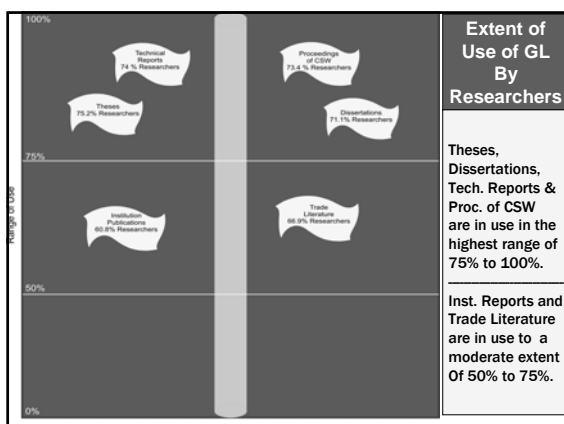 100%
Technical
Reports
74 % Researchers
Proceedings
of CSW
73.4 % Researchers
Theses
75.2% Researchers
Dissertations
71.1% Researchers
75%
Range of Use
Institution
Publications
60.8% Researchers
Trade
Literature
66.9% Researchers
50%
0%
Extent of
Use of GL
By
Researchers
Theses,
Dissertations,
Tech. Reports &
Proc. of CSW
are in use in the
highest range of
75% to 100%.
Inst. Reports and
Trade Literature
are in use to a
moderate extent
Of 50% to 75%.